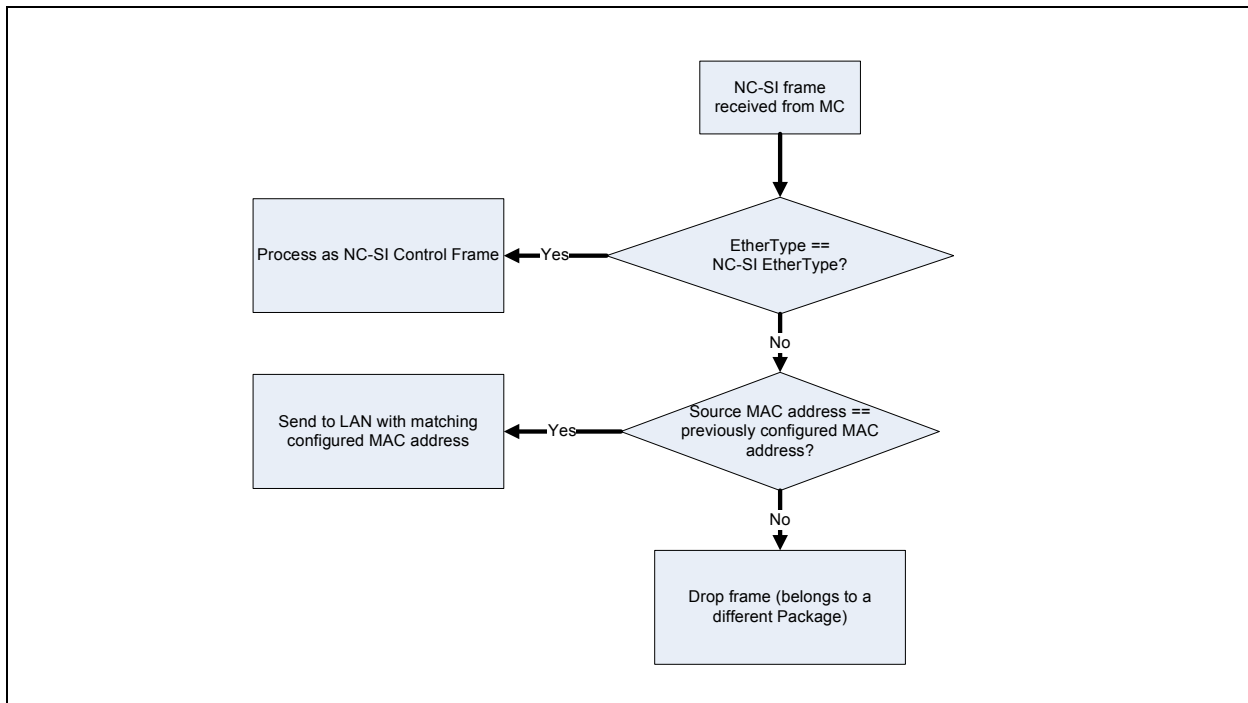 NC-SI frame
received from MC
EtherType ==
NC-SI EtherType?
Yes
Process as NC-SI Control Frame
No
Source MAC address ==
previously configured MAC
address?
Yes
Send to LAN with matching
configured MAC address
No
Drop frame (belongs to a
different Package)